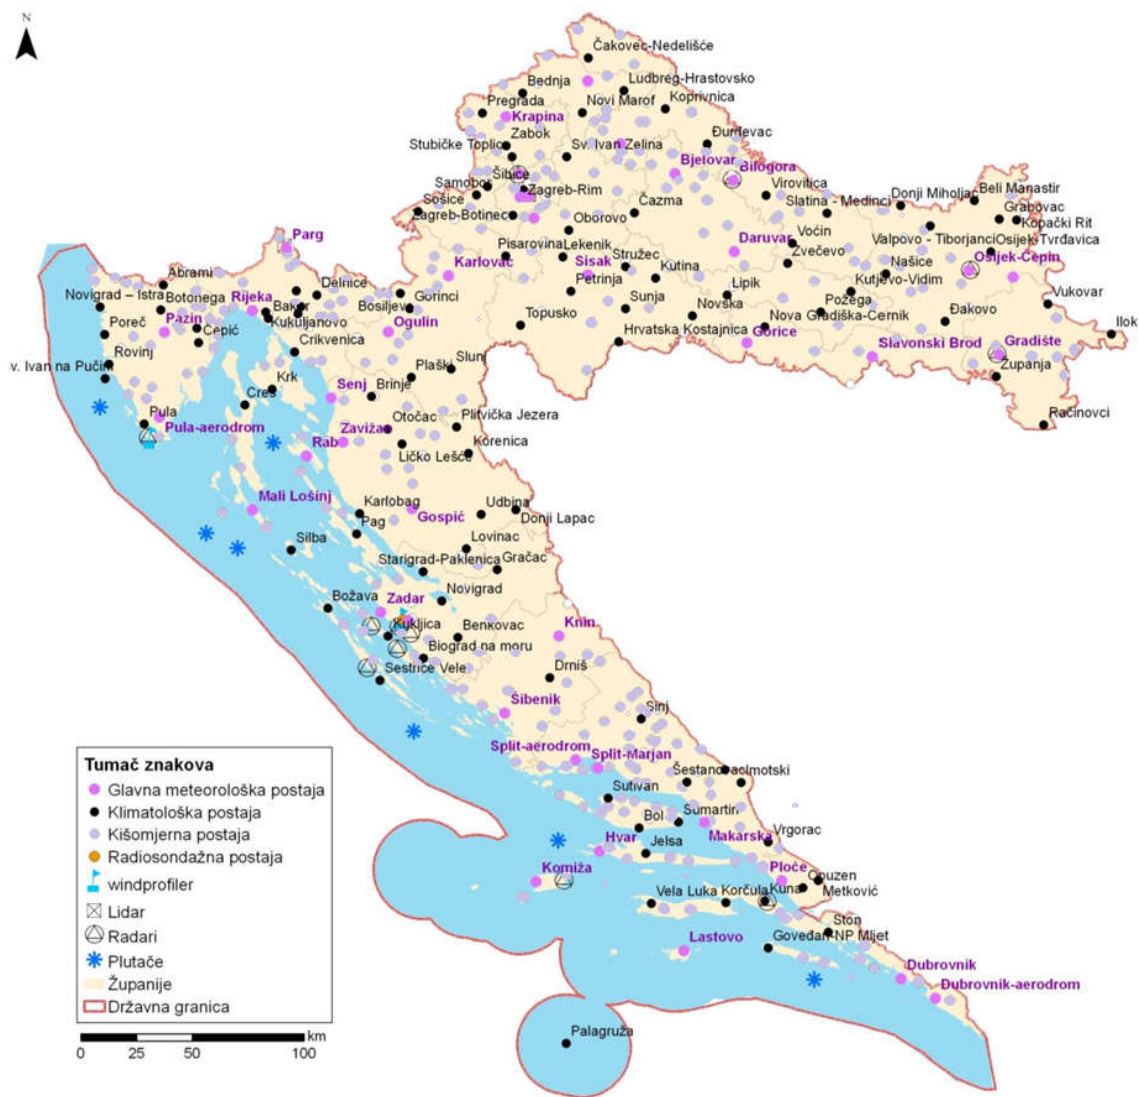 N
Čakovec-Nedelišće
Bednja
Ludbreg-Hrastovsko
Pregrada
Novi Marof
Koprivnica
Krapina
Zabok
Đurđevac
Stubičke Toplice
Sv. Ivan Zelina
Bjelovar
Bilogora
Šibice
Samobor
Zagreb-Rim
Virovitica
Donji Miholjac
Beli Manastir
Sošice
Čazma
Slatina - Medinci
Grabovac
Zagreb-Botinec
Oborovo
Kopački Rit
Parg
Voćin
Valpovo - Tiborjanci
Osijek-Tvrđavica
Pisarovina
Lekenik
Daruvar
Zvečevo
Karlovac
Sisak
Stružec
Osijek-Čepin
Abrami
Delnice
Petrinja
Kutina
Našice
Kutjevo-Vidim
Novigrad – Istra
Botonega
Rijeka
Bakar
Bosiljevo
Gorinci
Sunja
Lipik
Požega
Vukovar
Novska
Poreč
Pazin
Čepić
Kukuljanovo
Ogulin
Topusko
Hrvatska Kostajnica
Nova Gradiška-Cernik
Đakovo
Ilok
Rovinj
Crikvenica
Gorice
Slavonski Brod
Gradište
v. Ivan na Pučini
Krk
Plaški
Slunj
Županja
Cres
Senj
Brinje
Pula
Otočac
Plitvička Jezera
Račinovci
Pula-aerodrom
Zavižan
Rab
Korenica
Ličko Lešće
Mali Lošinj
Karlobag
Gospić
Udbina
Donji Lapac
Pag
Silba
Lovinac
Starigrad-Paklenica
Gračac
Božava
Novigrad
Zadar
Kukljica
Benkovac
Knin
Biograd na moru
Sestrice Vele
Drniš
Šibenik
Sinj
Split-aerodrom
Split-Marjan
Šestanovac
Imotski
Sutivan
Bol
Sumartin
Makarska
Vrgorac
Hvar
Jelsa
Komiža
Ploče
Opuzen
Vela Luka
Korčula
Kuna
Metković
Ston
Lastovo
Goveđari-NP Mljet
Dubrovnik
Dubrovnik-aerodrom
Palagruža
Tumač znakova
Glavna meteorološka postaja
Klimatološka postaja
Kišomjerna postaja
Radiosondažna postaja
windprofiler
Lidar
Radari
Plutače
Županije
Državna granica
km
0 25 50 100